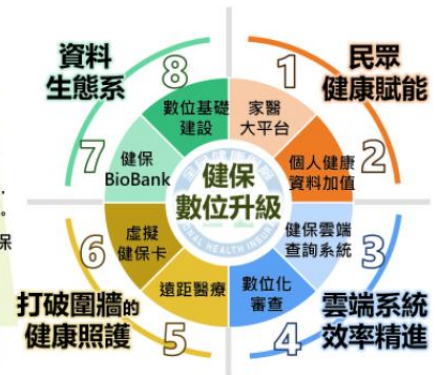 資料
生態系
8
1
民眾
健康賦能
數位基礎
建設
家醫
大平台
7
健保
BioBank
個人健康
資料加值
2
健保
數位升級
NATIONAL HEALTH INSUR
6
虛擬
健康卡
健保雲端
查詢系統
3
遠距醫療
數位化
審查
打破圍牆的
健康照護
5
4
雲端系統
效率精進
。
保